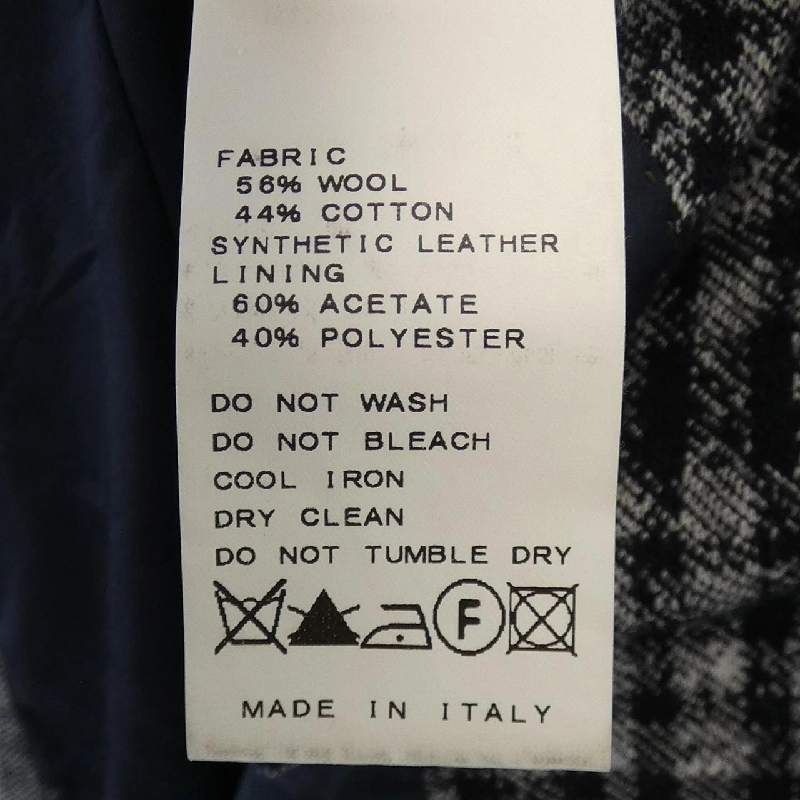 FABRIC
56% WOOL
44% COTTON
SYNTHETIC LEATHER
LINING
60% ACETATE
40% POLYESTER
DO NOT WASH
DO NOT BLEACH
COOL IRON
DRY CLEAN
DO NOT TUMBLE DRY
F
MADE IN ITALY